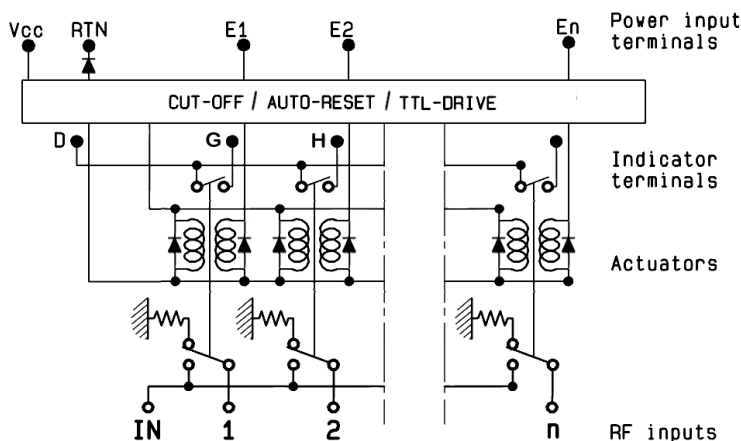 Vcc RTN E1 E2 En Power input
terminals
CUT-OFF / AUTO-RESET / TTL-DRIVE
D G H
Indicator
terminals
Actuators
IN 1 2 n RF inputs